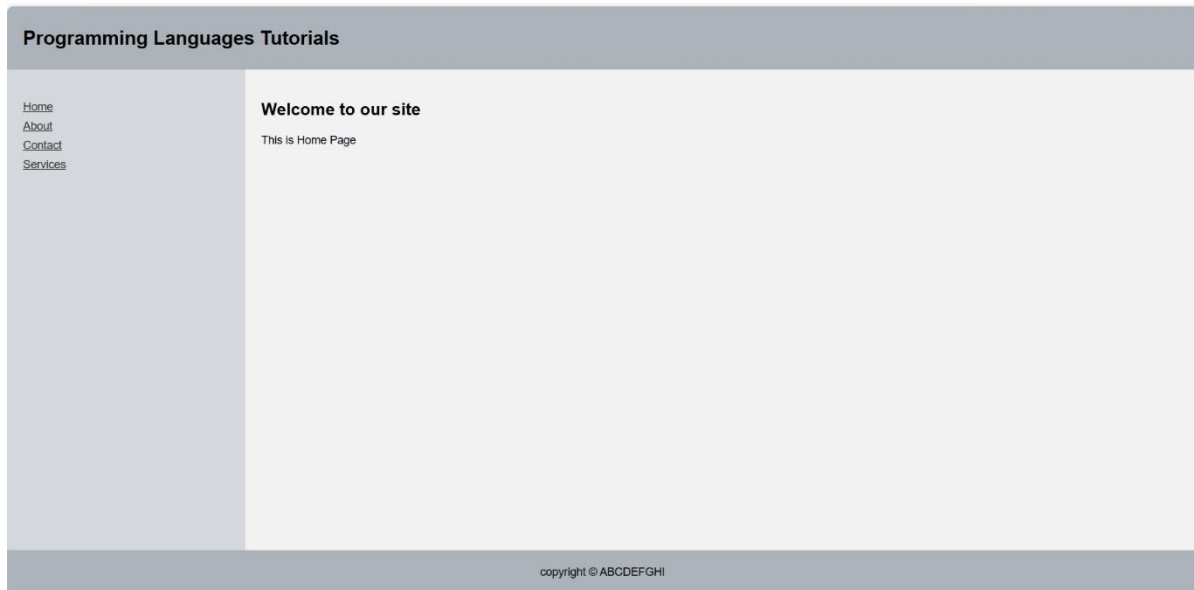 Programming Languages Tutorials
Home
About
Contact
Services
Welcome to our site
This is Home Page
copyright © ABCDEFGHI